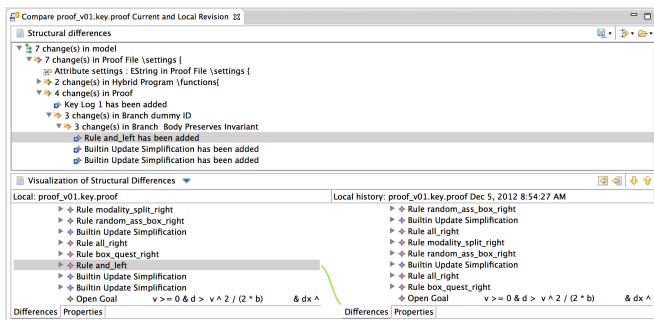 Compare proof_v01.key.proof Current and Local Revision
Structural differences
7 change(s) in model
7 change(s) in Proof File \settings {
Attribute settings : EString in Proof File \settings {
2 change(s) in Hybrid Program \functions{
4 change(s) in Proof
Key Log 1 has been added
3 change(s) in Branch dummy ID
3 change(s) in Branch  Body Preserves Invariant
Rule and_left has been added
Builtin Update Simplification has been added
Builtin Update Simplification has been added
Visualization of Structural Differences
Local: proof_v01.key.proof
Rule modality_split_right
Rule random_ass_box_right
Builtin Update Simplification
Rule all_right
Rule box_quest_right
Rule and_left
Builtin Update Simplification
Builtin Update Simplification
Open Goal v >= 0 & d > v ^ 2 / (2 * b) & dx ^
Differences Properties
Local history: proof_v01.key.proof Dec 5, 2012 8:54:27 AM
Rule random_ass_box_right
Builtin Update Simplification
Rule all_right
Rule modality_split_right
Rule random_ass_box_right
Builtin Update Simplification
Rule all_right
Rule box_quest_right
Open Goal v >= 0 & d > v ^ 2 / (2 * b) & dx ^
Differences Properties